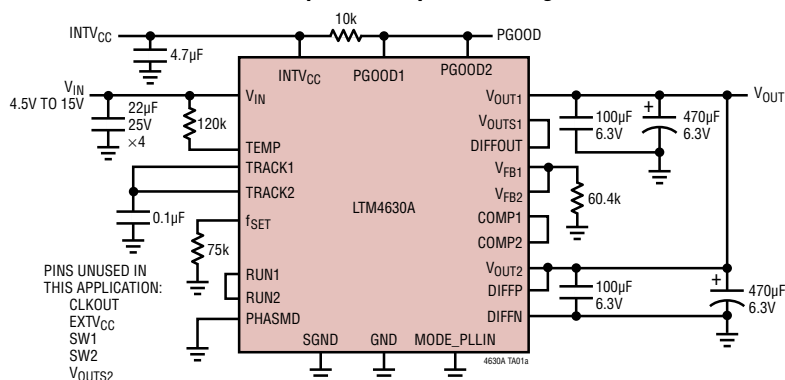 10k
INTVCC
PGOOD
4.7µF
INTVCC
PGOOD1
PGOOD2
VIN
4.5V TO 15V
22µF
25V
×4
120k
VIN
TEMP
TRACK1
TRACK2
0.1µF
fSET
75k
RUN1
RUN2
PHASMD
LTM4630A
VOUT1
VOUTS1
DIFFOUT
VFB1
VFB2
COMP1
COMP2
VOUT2
DIFFP
DIFFN
SGND
GND
MODE_PLLIN
VOUT
100µF
6.3V
+
470µF
6.3V
60.4k
100µF
6.3V
+
470µF
6.3V
4630A TA01a
PINS UNUSED IN
THIS APPLICATION:
CLKOUT
EXTVCC
SW1
SW2
VOUTS2